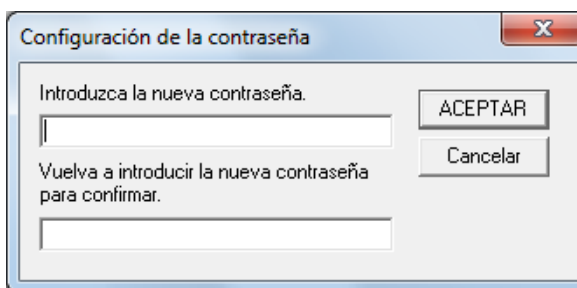 Configuración de la contraseña
Introduzca la nueva contraseña.
ACEPTAR
Cancelar
Vuelva a introducir la nueva contraseña
para confirmar.